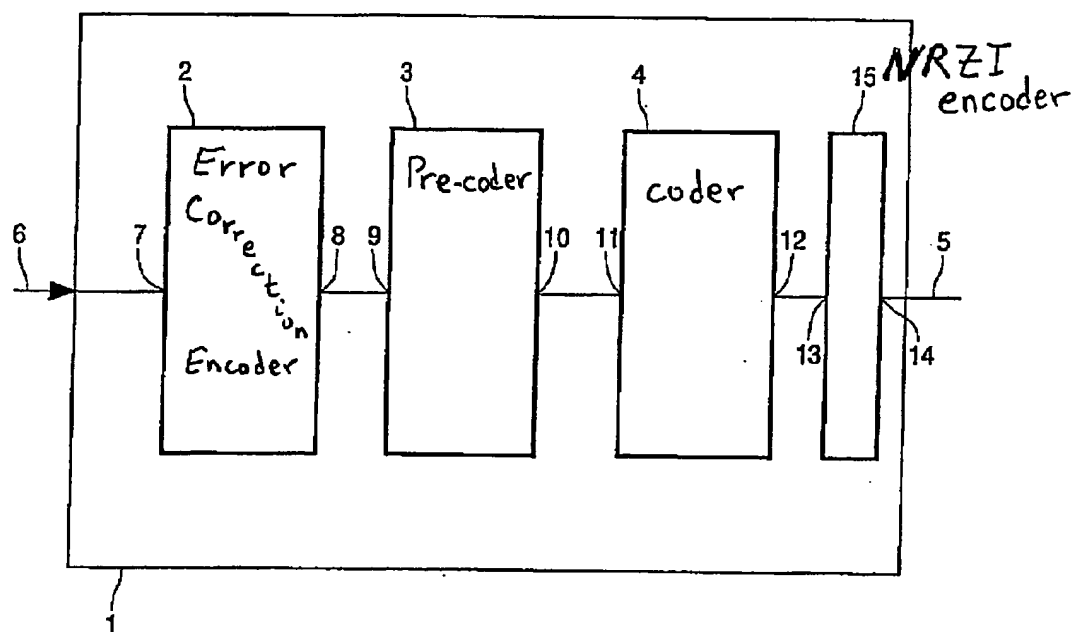 2
Error
Correction
Encoder
3
Pre-coder
4
coder
15
NRZI
encoder
6
7
8
9
10
11
12
13
14
5
1